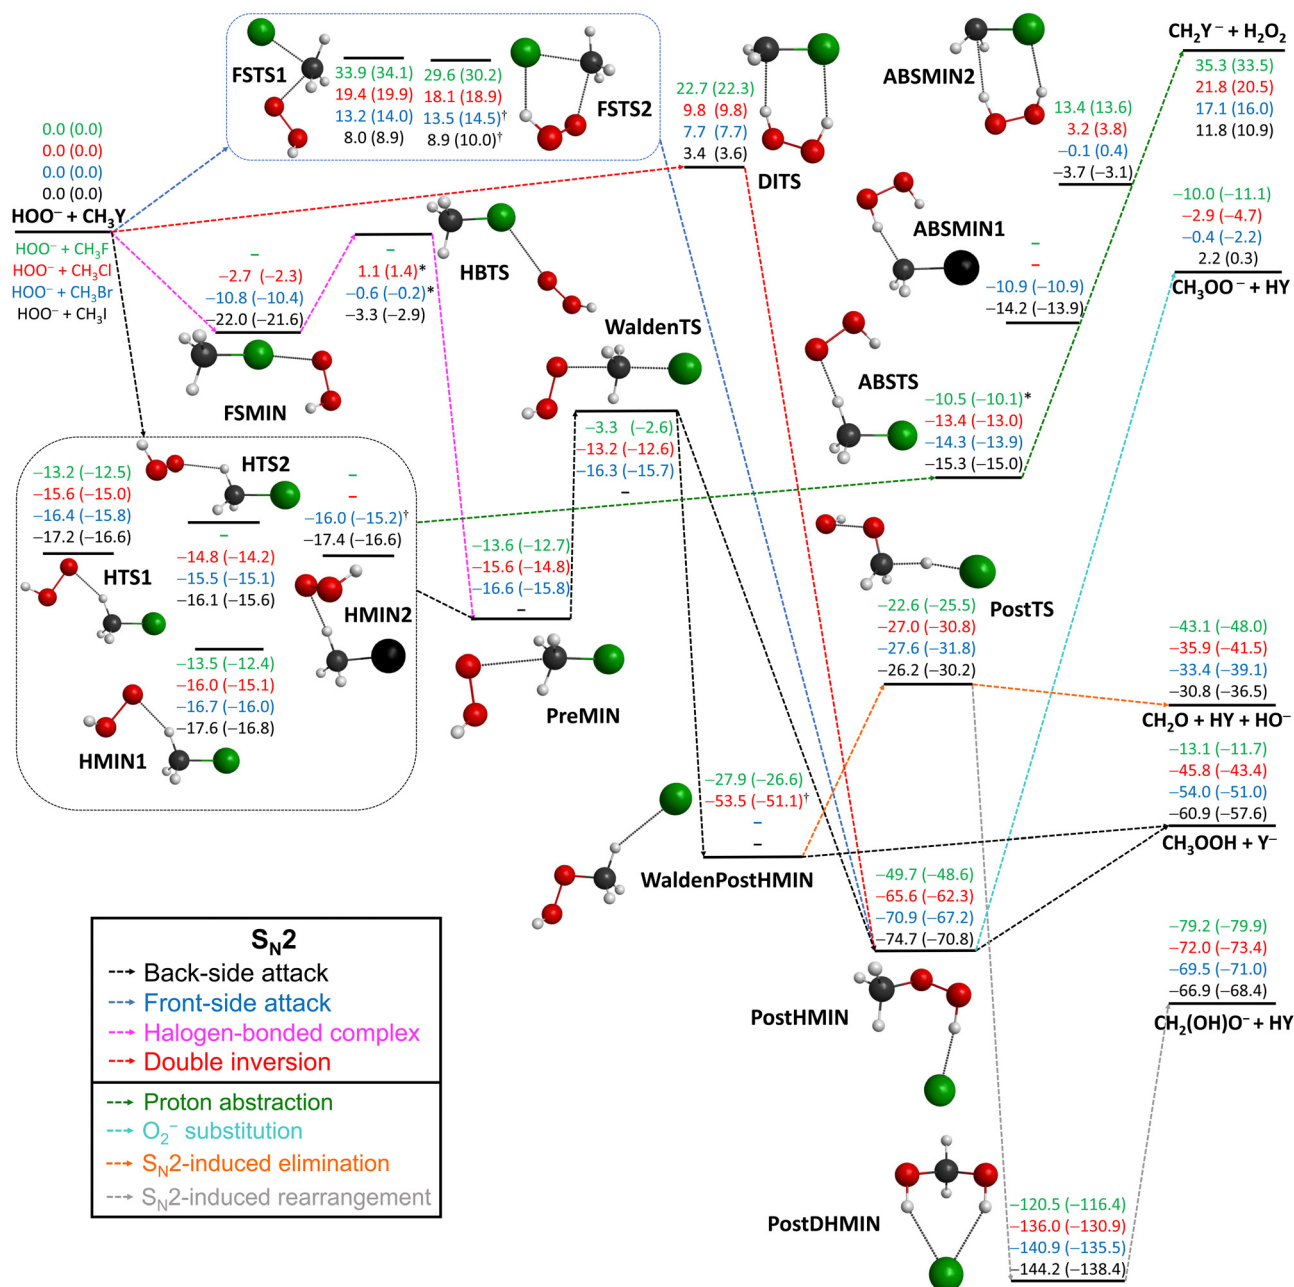 FSTS1
33.9 (34.1)
19.4 (19.9)
13.2 (14.0)
8.0 (8.9)
29.6 (30.2)
18.1 (18.9)
13.5 (14.5)†
8.9 (10.0)†
FSTS2
22.7 (22.3)
9.8 (9.8)
7.7 (7.7)
3.4 (3.6)
DITS
ABSMIN2
13.4 (13.6)
3.2 (3.8)
−0.1 (0.4)
−3.7 (−3.1)
CH₂Y⁻ + H₂O₂
35.3 (33.5)
21.8 (20.5)
17.1 (16.0)
11.8 (10.9)
0.0 (0.0)
0.0 (0.0)
0.0 (0.0)
0.0 (0.0)
HOO⁻ + CH₃Y
HOO⁻ + CH₃F
HOO⁻ + CH₃Cl
HOO⁻ + CH₃Br
HOO⁻ + CH₃I
–
−2.7 (−2.3)
−10.8 (−10.4)
−22.0 (−21.6)
FSMIN
–
1.1 (1.4)*
−0.6 (−0.2)*
−3.3 (−2.9)
HBTS
ABSMIN1
–
–
−10.9 (−10.9)
−14.2 (−13.9)
−10.0 (−11.1)
−2.9 (−4.7)
−0.4 (−2.2)
2.2 (0.3)
CH₃OO⁻ + HY
WaldenTS
−3.3 (−2.6)
−13.2 (−12.6)
−16.3 (−15.7)
–
ABSTS
−10.5 (−10.1)*
−13.4 (−13.0)
−14.3 (−13.9)
−15.3 (−15.0)
−13.2 (−12.5)
−15.6 (−15.0)
−16.4 (−15.8)
−17.2 (−16.6)
HTS1
HTS2
–
−14.8 (−14.2)
−15.5 (−15.1)
−16.1 (−15.6)
–
–
−16.0 (−15.2)†
−17.4 (−16.6)
HMIN2
−13.5 (−12.4)
−16.0 (−15.1)
−16.7 (−16.0)
−17.6 (−16.8)
HMIN1
−13.6 (−12.7)
−15.6 (−14.8)
−16.6 (−15.8)
–
PreMIN
PostTS
−22.6 (−25.5)
−27.0 (−30.8)
−27.6 (−31.8)
−26.2 (−30.2)
−43.1 (−48.0)
−35.9 (−41.5)
−33.4 (−39.1)
−30.8 (−36.5)
CH₂O + HY + HO⁻
−13.1 (−11.7)
−45.8 (−43.4)
−54.0 (−51.0)
−60.9 (−57.6)
CH₃OOH + Y⁻
−27.9 (−26.6)
−53.5 (−51.1)†
–
–
WaldenPostHMIN
−49.7 (−48.6)
−65.6 (−62.3)
−70.9 (−67.2)
−74.7 (−70.8)
PostHMIN
−79.2 (−79.9)
−72.0 (−73.4)
−69.5 (−71.0)
−66.9 (−68.4)
CH₂(OH)O⁻ + HY
PostDHMIN
−120.5 (−116.4)
−136.0 (−130.9)
−140.9 (−135.5)
−144.2 (−138.4)
S_N2
Back-side attack
Front-side attack
Halogen-bonded complex
Double inversion
Proton abstraction
O₂⁻ substitution
S_N2-induced elimination
S_N2-induced rearrangement